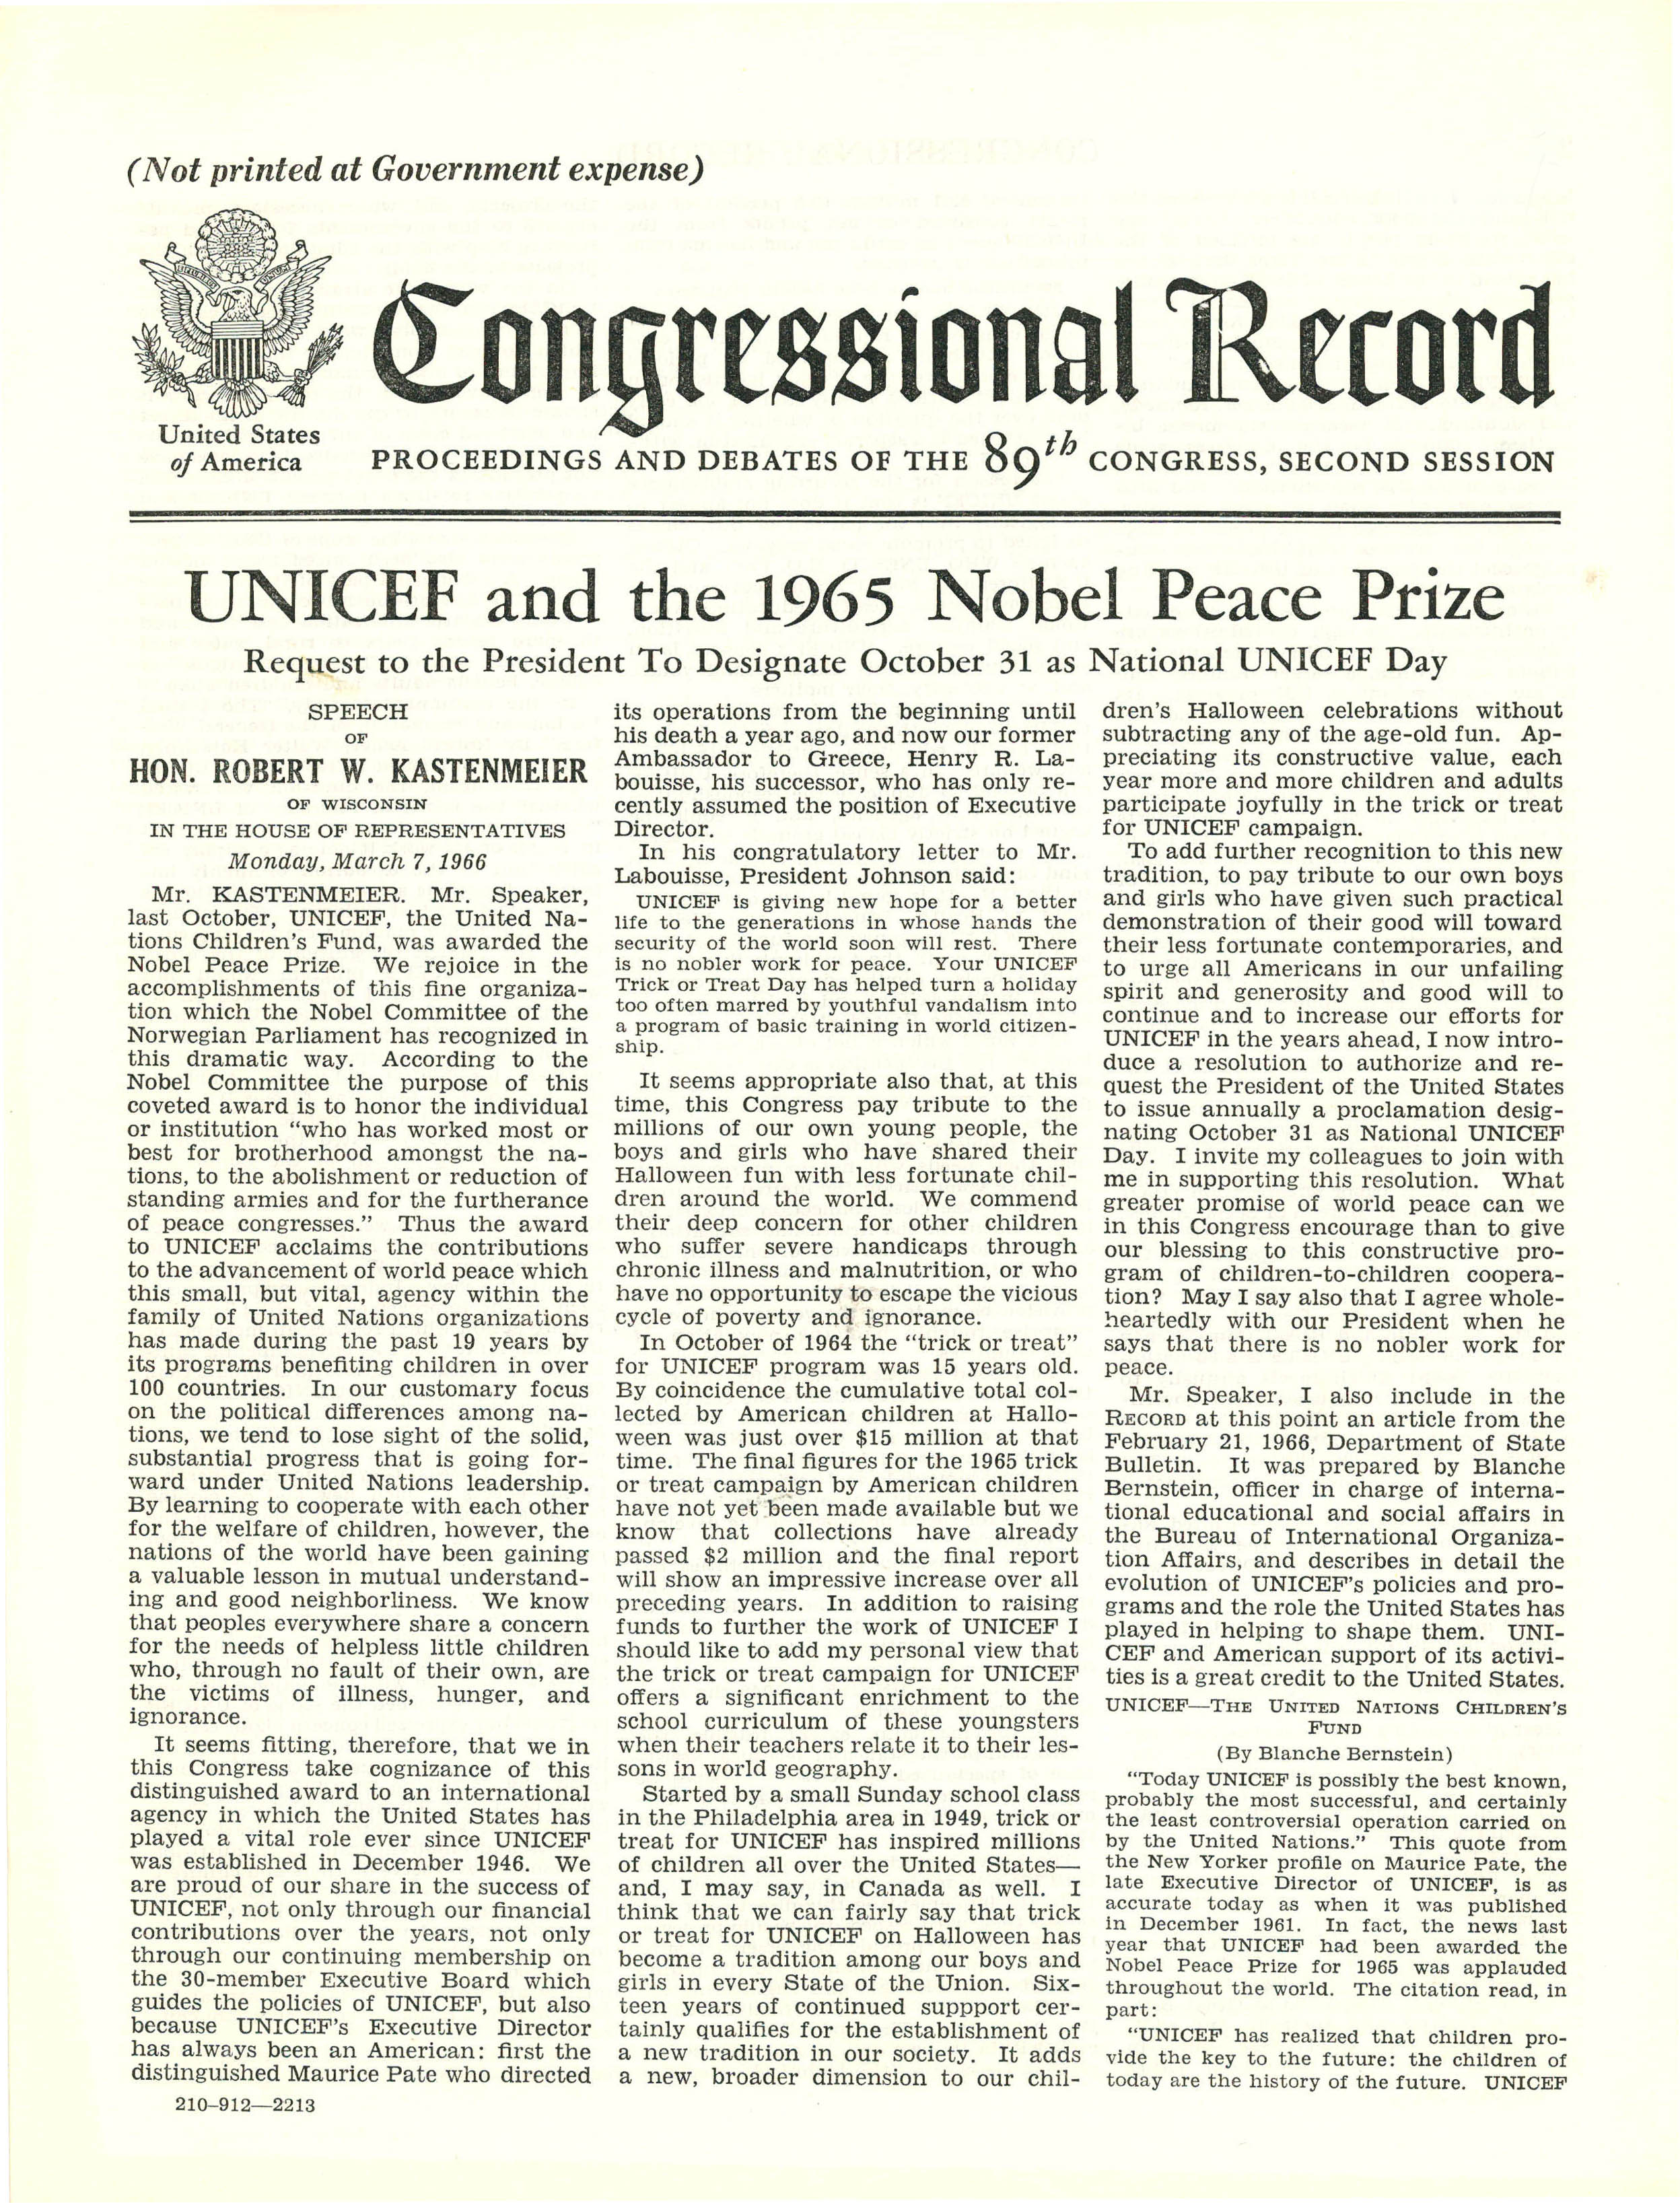 (Not printed at Government expense)
United States
of America
Congressional Record
PROCEEDINGS AND DEBATES OF THE 89th CONGRESS, SECOND SESSION
UNICEF and the 1965 Nobel Peace Prize
Request to the President To Designate October 31 as National UNICEF Day
SPEECH
OF
HON. ROBERT W. KASTENMEIER
OF WISCONSIN
IN THE HOUSE OF REPRESENTATIVES
Monday, March 7, 1966
Mr. KASTENMEIER. Mr. Speaker,
last October, UNICEF, the United Na-
tions Children's Fund, was awarded the
Nobel Peace Prize. We rejoice in the
accomplishments of this fine organiza-
tion which the Nobel Committee of the
Norwegian Parliament has recognized in
this dramatic way. According to the
Nobel Committee the purpose of this
coveted award is to honor the individual
or institution "who has worked most or
best for brotherhood amongst the na-
tions, to the abolishment or reduction of
standing armies and for the furtherance
of peace congresses." Thus the award
to UNICEF acclaims the contributions
to the advancement of world peace which
this small, but vital, agency within the
family of United Nations organizations
has made during the past 19 years by
its programs benefiting children in over
100 countries. In our customary focus
on the political differences among na-
tions, we tend to lose sight of the solid,
substantial progress that is going for-
ward under United Nations leadership.
By learning to cooperate with each other
for the welfare of children, however, the
nations of the world have been gaining
a valuable lesson in mutual understand-
ing and good neighborliness. We know
that peoples everywhere share a concern
for the needs of helpless little children
who, through no fault of their own, are
the victims of illness, hunger, and
ignorance.
It seems fitting, therefore, that we in
this Congress take cognizance of this
distinguished award to an international
agency in which the United States has
played a vital role ever since UNICEF
was established in December 1946. We
are proud of our share in the success of
UNICEF, not only through our financial
contributions over the years, not only
through our continuing membership on
the 30-member Executive Board which
guides the policies of UNICEF, but also
because UNICEF's Executive Director
has always been an American: first the
distinguished Maurice Pate who directed
210-912—2213
its operations from the beginning until
his death a year ago, and now our former
Ambassador to Greece, Henry R. La-
bouisse, his successor, who has only re-
cently assumed the position of Executive
Director.
In his congratulatory letter to Mr.
Labouisse, President Johnson said:
UNICEF is giving new hope for a better
life to the generations in whose hands the
security of the world soon will rest. There
is no nobler work for peace. Your UNICEF
Trick or Treat Day has helped turn a holiday
too often marred by youthful vandalism into
a program of basic training in world citizen-
ship.
It seems appropriate also that, at this
time, this Congress pay tribute to the
millions of our own young people, the
boys and girls who have shared their
Halloween fun with less fortunate chil-
dren around the world. We commend
their deep concern for other children
who suffer severe handicaps through
chronic illness and malnutrition, or who
have no opportunity to escape the vicious
cycle of poverty and ignorance.
In October of 1964 the "trick or treat"
for UNICEF program was 15 years old.
By coincidence the cumulative total col-
lected by American children at Hallo-
ween was just over $15 million at that
time. The final figures for the 1965 trick
or treat campaign by American children
have not yet been made available but we
know that collections have already
passed $2 million and the final report
will show an impressive increase over all
preceding years. In addition to raising
funds to further the work of UNICEF I
should like to add my personal view that
the trick or treat campaign for UNICEF
offers a significant enrichment to the
school curriculum of these youngsters
when their teachers relate it to their les-
sons in world geography.
Started by a small Sunday school class
in the Philadelphia area in 1949, trick or
treat for UNICEF has inspired millions
of children all over the United States—
and, I may say, in Canada as well. I
think that we can fairly say that trick
or treat for UNICEF on Halloween has
become a tradition among our boys and
girls in every State of the Union. Six-
teen years of continued suppport cer-
tainly qualifies for the establishment of
a new tradition in our society. It adds
a new, broader dimension to our chil-
dren's Halloween celebrations without
subtracting any of the age-old fun. Ap-
preciating its constructive value, each
year more and more children and adults
participate joyfully in the trick or treat
for UNICEF campaign.
To add further recognition to this new
tradition, to pay tribute to our own boys
and girls who have given such practical
demonstration of their good will toward
their less fortunate contemporaries, and
to urge all Americans in our unfailing
spirit and generosity and good will to
continue and to increase our efforts for
UNICEF in the years ahead, I now intro-
duce a resolution to authorize and re-
quest the President of the United States
to issue annually a proclamation desig-
nating October 31 as National UNICEF
Day. I invite my colleagues to join with
me in supporting this resolution. What
greater promise of world peace can we
in this Congress encourage than to give
our blessing to this constructive pro-
gram of children-to-children coopera-
tion? May I say also that I agree whole-
heartedly with our President when he
says that there is no nobler work for
peace.
Mr. Speaker, I also include in the
RECORD at this point an article from the
February 21, 1966, Department of State
Bulletin. It was prepared by Blanche
Bernstein, officer in charge of interna-
tional educational and social affairs in
the Bureau of International Organiza-
tion Affairs, and describes in detail the
evolution of UNICEF's policies and pro-
grams and the role the United States has
played in helping to shape them. UNI-
CEF and American support of its activi-
ties is a great credit to the United States.
UNICEF—THE UNITED NATIONS CHILDREN'S
FUND
(By Blanche Bernstein)
"Today UNICEF is possibly the best known,
probably the most successful, and certainly
the least controversial operation carried on
by the United Nations." This quote from
the New Yorker profile on Maurice Pate, the
late Executive Director of UNICEF, is as
accurate today as when it was published
in December 1961. In fact, the news last
year that UNICEF had been awarded the
Nobel Peace Prize for 1965 was applauded
throughout the world. The citation read, in
part:
"UNICEF has realized that children pro-
vide the key to the future: the children of
today are the history of the future. UNICEF